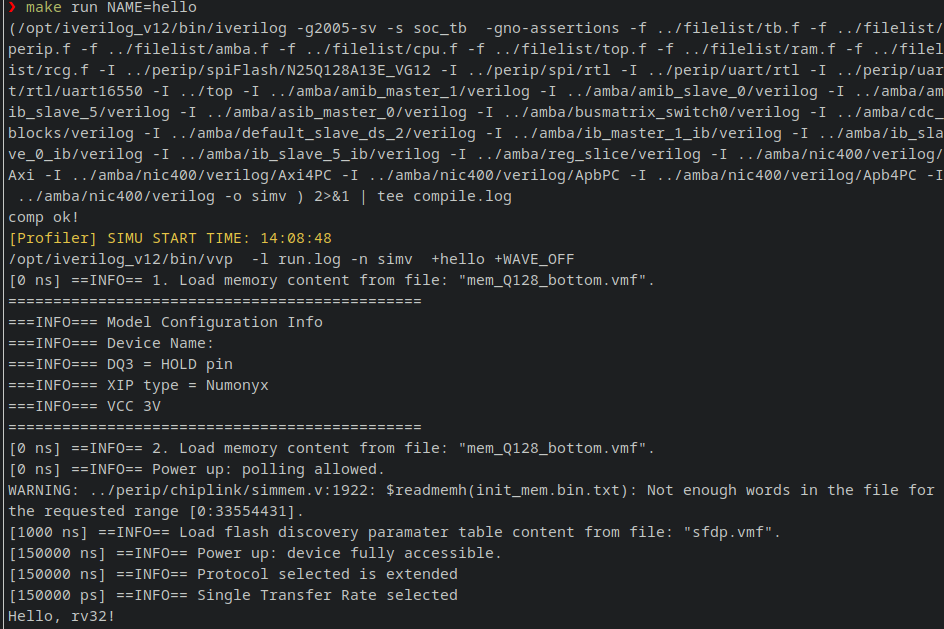 ❯ make run NAME=hello
(/opt/iverilog_v12/bin/iverilog -g2005-sv -s soc_tb  -gno-assertions -f ../filelist/tb.f -f ../filelist/
perip.f -f ../filelist/amba.f -f ../filelist/cpu.f -f ../filelist/top.f -f ../filelist/ram.f -f ../filel
ist/rcg.f -I ../perip/spiFlash/N25Q128A13E_VG12 -I ../perip/spi/rtl -I ../perip/uart/rtl -I ../perip/uar
t/rtl/uart16550 -I ../top -I ../amba/amib_master_1/verilog -I ../amba/amib_slave_0/verilog -I ../amba/am
ib_slave_5/verilog -I ../amba/asib_master_0/verilog -I ../amba/busmatrix_switch0/verilog -I ../amba/cdc_
blocks/verilog -I ../amba/default_slave_ds_2/verilog -I ../amba/ib_master_1_ib/verilog -I ../amba/ib_sla
ve_0_ib/verilog -I ../amba/ib_slave_5_ib/verilog -I ../amba/reg_slice/verilog -I ../amba/nic400/verilog/
Axi -I ../amba/nic400/verilog/Axi4PC -I ../amba/nic400/verilog/ApbPC -I ../amba/nic400/verilog/Apb4PC -I
 ../amba/nic400/verilog -o simv ) 2>&1 | tee compile.log
comp ok!
[Profiler] SIMU START TIME: 14:08:48
/opt/iverilog_v12/bin/vvp  -l run.log -n simv  +hello +WAVE_OFF
[0 ns] ==INFO== 1. Load memory content from file: "mem_Q128_bottom.vmf".
==============================================
===INFO=== Model Configuration Info
===INFO=== Device Name:
===INFO=== DQ3 = HOLD pin
===INFO=== XIP type = Numonyx
===INFO=== VCC 3V
==============================================
[0 ns] ==INFO== 2. Load memory content from file: "mem_Q128_bottom.vmf".
[0 ns] ==INFO== Power up: polling allowed.
WARNING: ../perip/chiplink/simmem.v:1922: $readmemh(init_mem.bin.txt): Not enough words in the file for
the requested range [0:33554431].
[1000 ns] ==INFO== Load flash discovery paramater table content from file: "sfdp.vmf".
[150000 ns] ==INFO== Power up: device fully accessible.
[150000 ns] ==INFO== Protocol selected is extended
[150000 ps] ==INFO== Single Transfer Rate selected
Hello, rv32!